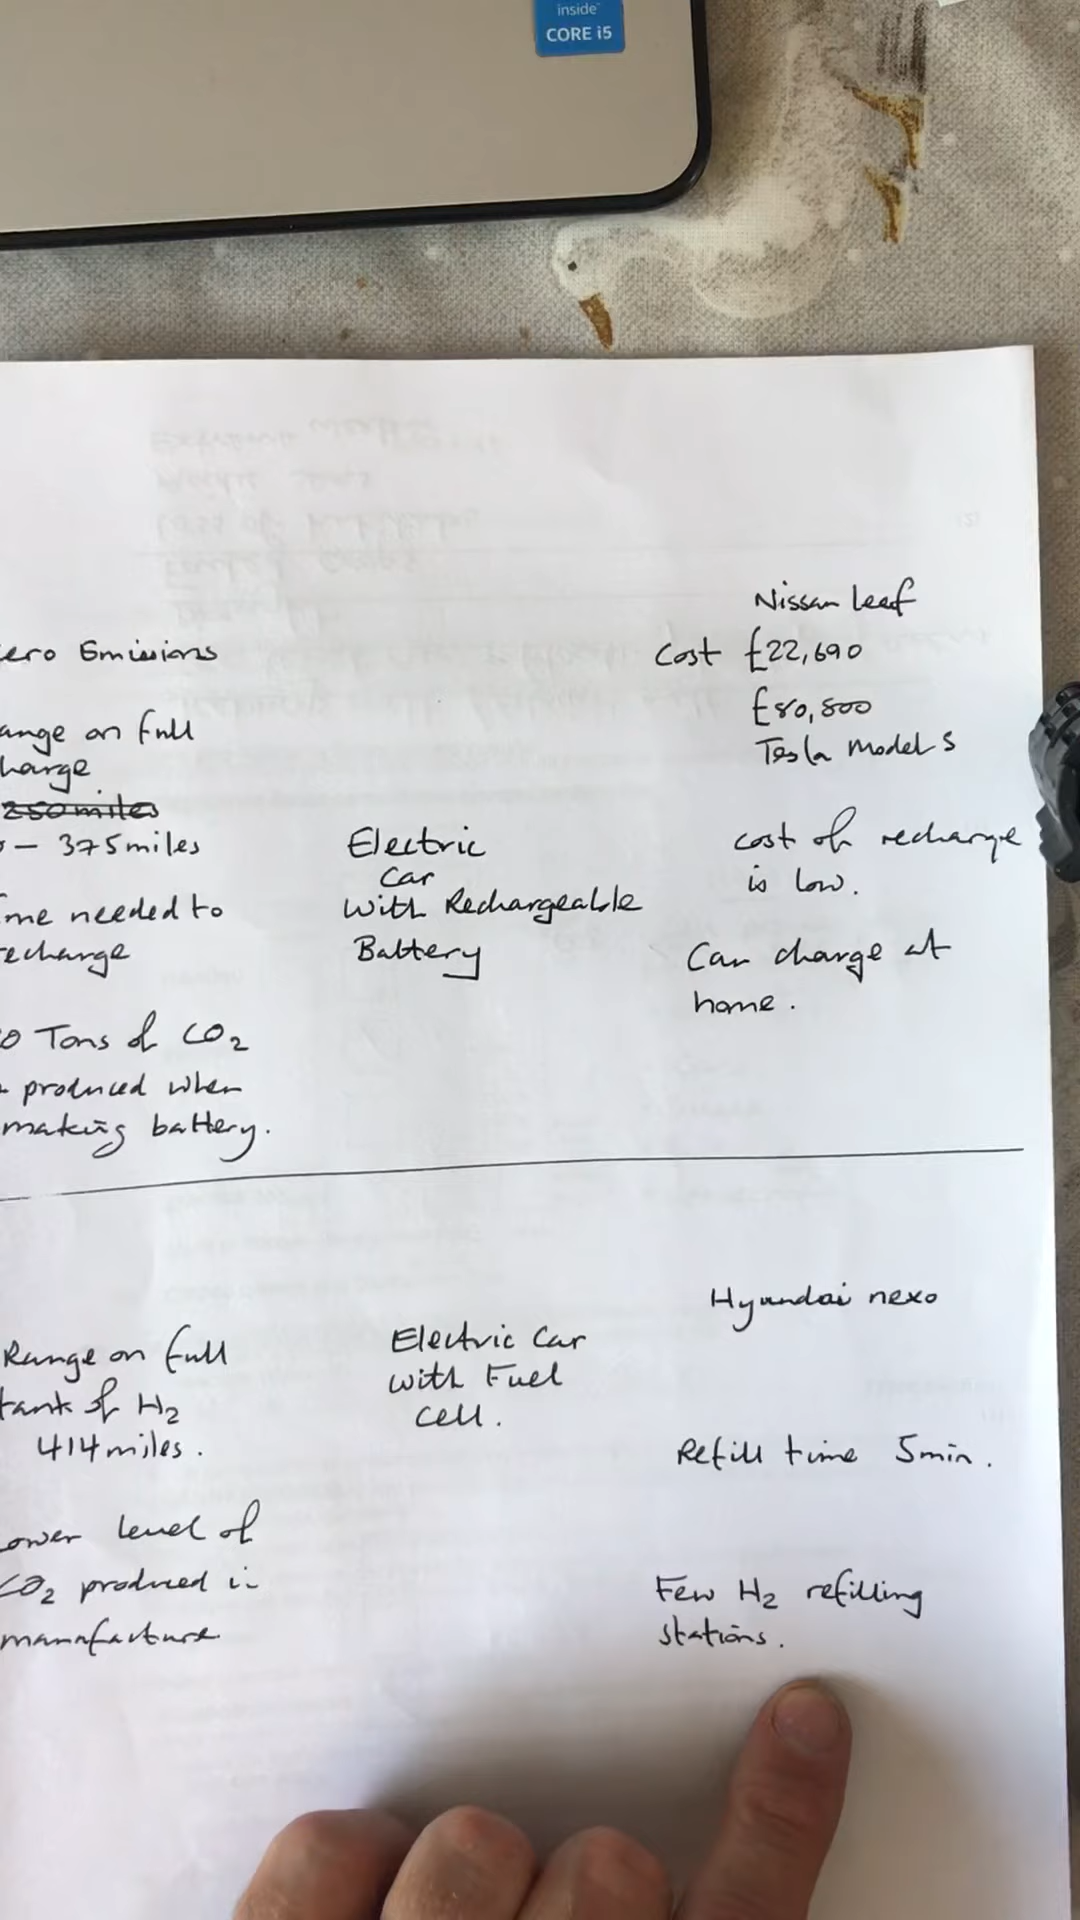 inside
CORE i5
ero Emissions
ange on full
harge
250 miles
– 375 miles
me needed to
echarge
0 Tons of CO2
produced when
making battery.
Electric
Car
With Rechargeable
Battery
Nissan leaf
Cost £22,690
£80,800
Tesla Model S
Cost of recharge
is low.
Can charge at
home.
Range on full
tank of H2
414 miles.
ower level of
CO2 produced in
manufacture
Electric Car
with Fuel
Cell.
Hyundai nexo
Refill time 5min.
Few H2 refilling
stations.